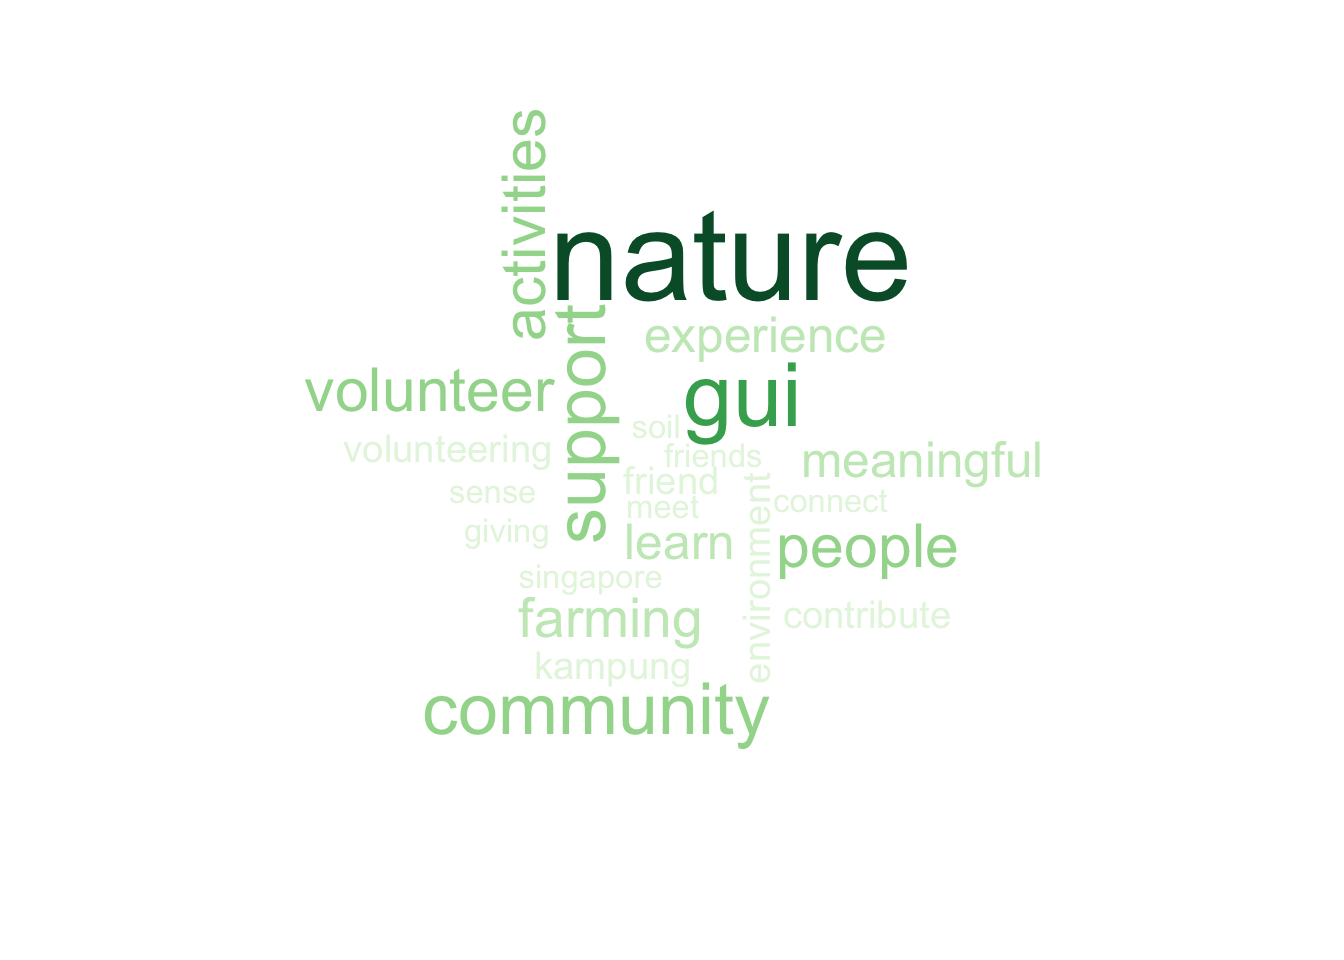 activities
nature
support
experience
volunteer
gui
soil
volunteering
friends
meaningful
friend
sense
connect
meet
giving
learn
environment
people
singapore
farming
contribute
kampung
community